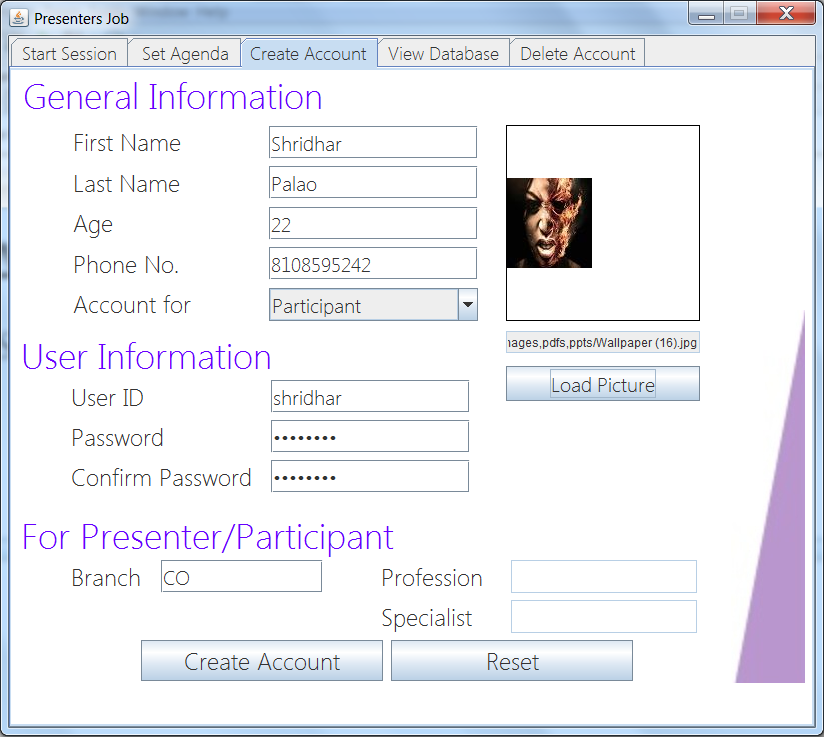 Presenters Job
Start Session Set Agenda Create Account View Database Delete Account
General Information
First Name Shridhar
Last Name Palao
Age 22
Phone No. 8108595242
Account for Participant
nages,pdfs,ppts/Wallpaper (16).jpg
Load Picture
User Information
User ID shridhar
Password ••••••••
Confirm Password ••••••••
For Presenter/Participant
Branch CO Profession
Specialist
Create Account Reset